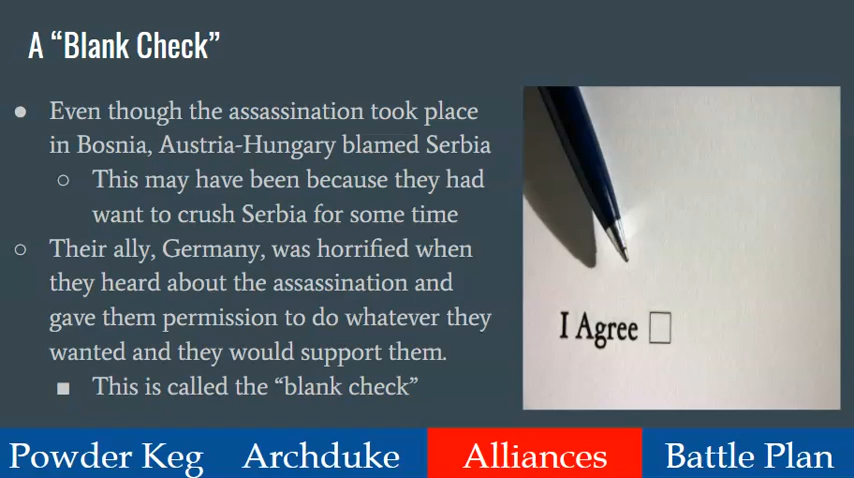 A “Blank Check”
Even though the assassination took place
in Bosnia, Austria-Hungary blamed Serbia
This may have been because they had
want to crush Serbia for some time
Their ally, Germany, was horrified when
they heard about the assassination and
gave them permission to do whatever they
wanted and they would support them.
This is called the “blank check”
I Agree
Powder Keg Archduke Alliances Battle Plan